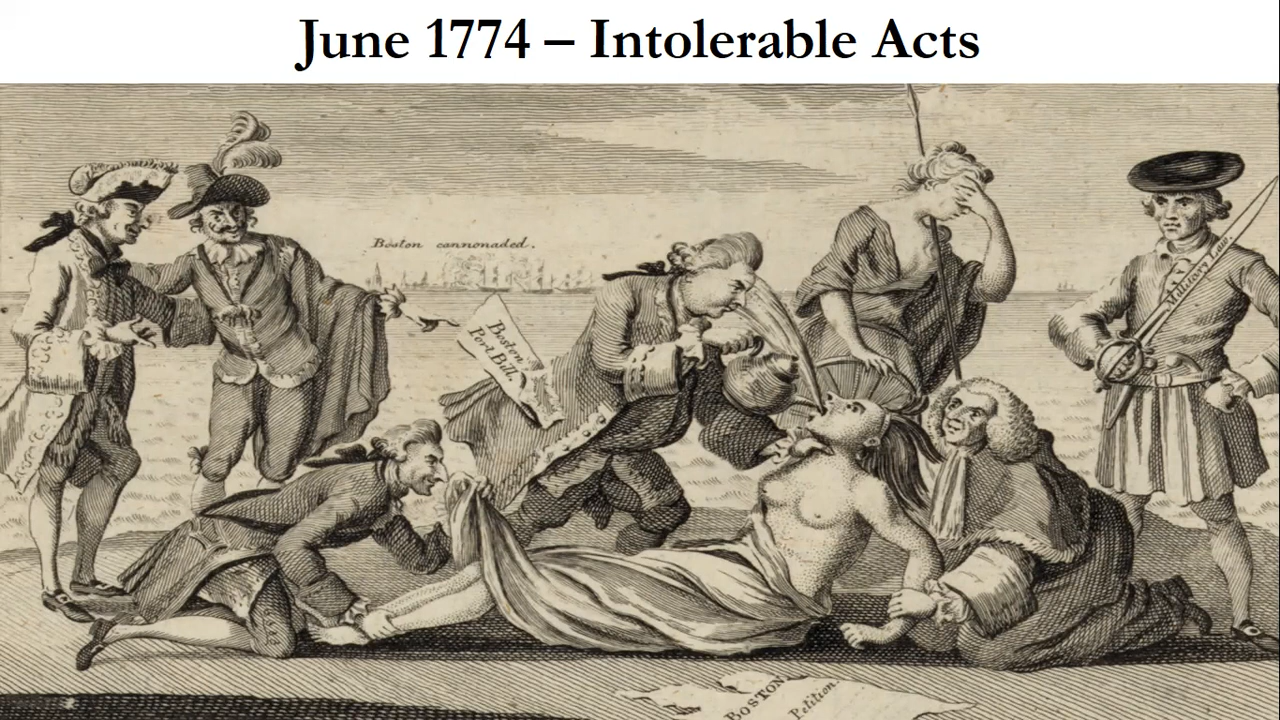 June 1774 – Intolerable Acts
Boston cannonaded.
Boston
Port Bill.
Military Law
BOSTON
Petition